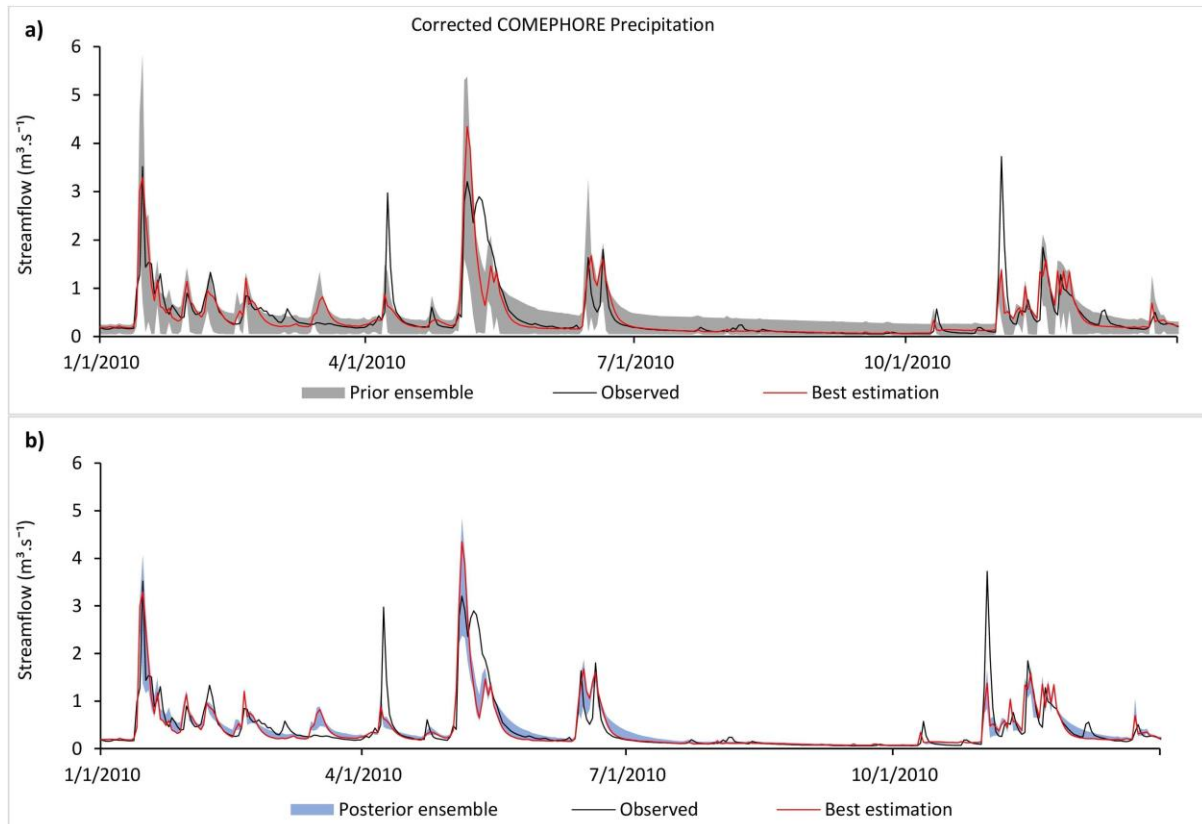 a)
Corrected COMEPHORE Precipitation
Streamflow (m³.s⁻¹)
6
5
4
3
2
1
0
1/1/2010 4/1/2010 7/1/2010 10/1/2010
Prior ensemble Observed Best estimation
b)
Streamflow (m³.s⁻¹)
6
5
4
3
2
1
0
1/1/2010 4/1/2010 7/1/2010 10/1/2010
Posterior ensemble Observed Best estimation